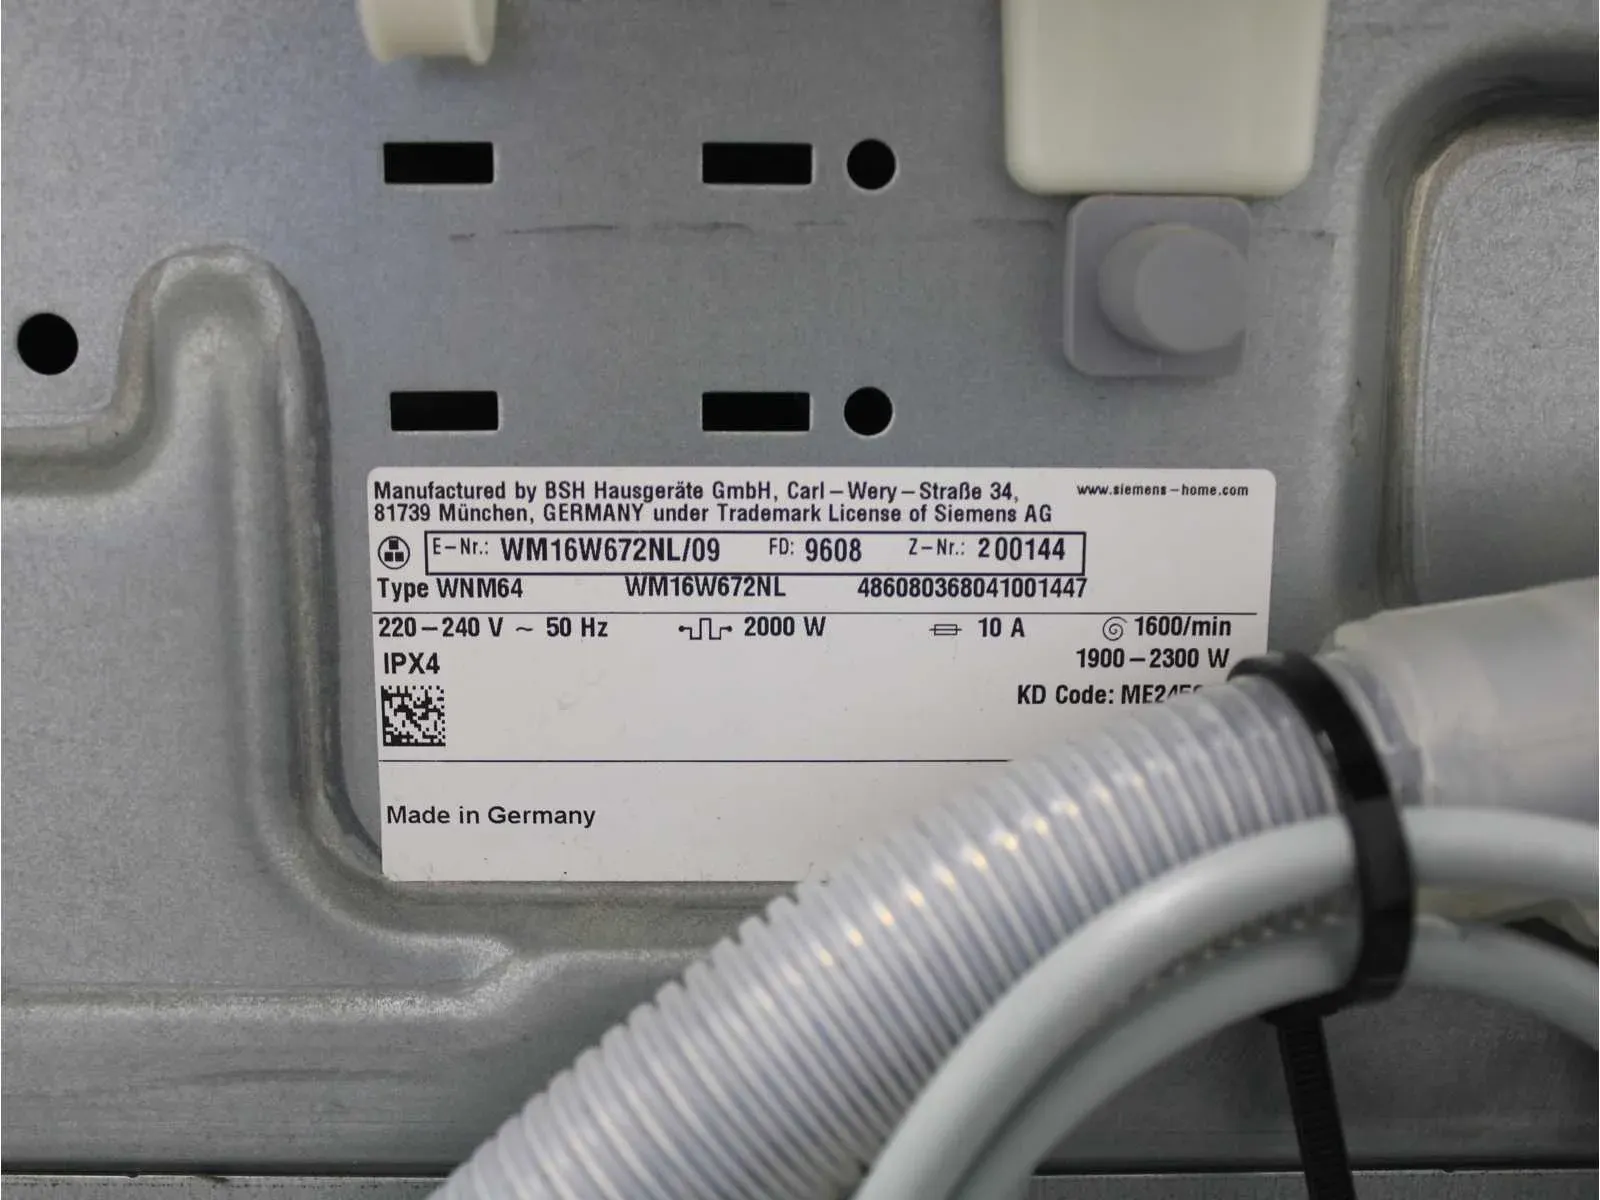 Manufactured by BSH Hausgeräte GmbH, Carl-Wery-Straße 34,
www.siemens-home.com
81739 München, GERMANY under Trademark License of Siemens AG
E-Nr.: WM16W672NL/09 FD: 9608 Z-Nr.: 200144
Type WNM64 WM16W672NL 486080368041001447
220-240 V ~ 50 Hz 2000 W 10 A 1600/min
IPX4 1900-2300 W
KD Code:
Made in Germany